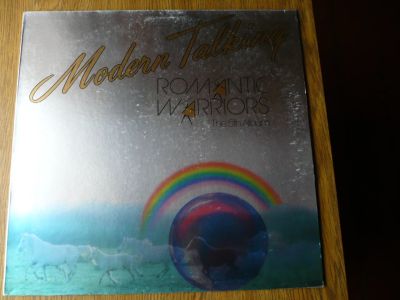 Modern Talking
ROMANTIC
WARRIORS
The 5th Album